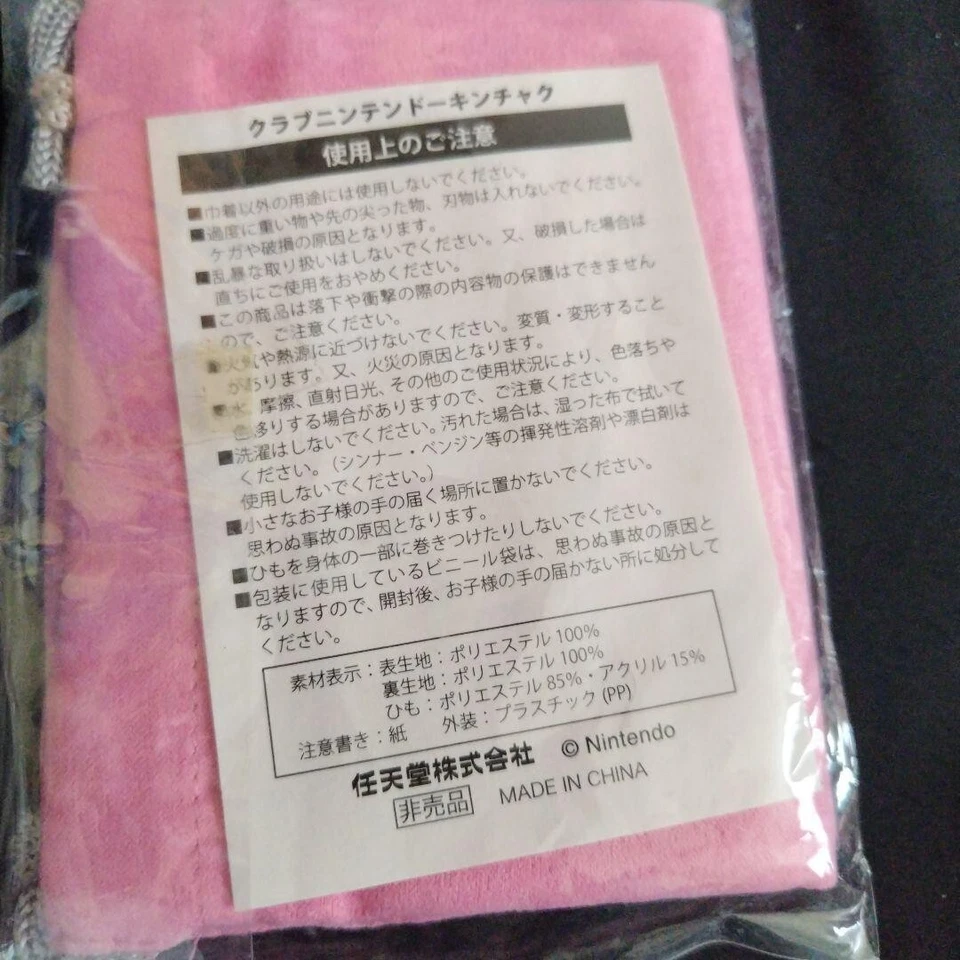 クラブニンテンドーキンチャク
使用上のご注意
■巾着以外の用途には使用しないでください。
■過度に重い物や先の尖った物、刃物は入れないでください。
ケガや破損の原因となります。
■乱暴な取り扱いはしないでください。又、破損した場合は
直ちにご使用をおやめください。
■この商品は落下や衝撃の際の内容物の保護はできません
ので、ご注意ください。
■火気や熱源に近づけないでください。変質・変形すること
があります。又、火災の原因となります。
■水、摩擦、直射日光、その他のご使用状況により、色落ちや
色移りする場合がありますので、ご注意ください。
■洗濯はしないでください。汚れた場合は、湿った布で拭いて
ください。（シンナー・ベンジン等の揮発性溶剤や漂白剤は
使用しないでください。）
■小さなお子様の手の届く場所に置かないでください。
思わぬ事故の原因となります。
■ひもを身体の一部に巻きつけたりしないでください。
■包装に使用しているビニール袋は、思わぬ事故の原因と
なりますので、開封後、お子様の手の届かない所に処分して
ください。
素材表示：表生地：ポリエステル100%
裏生地：ポリエステル100%
ひも：ポリエステル85%・アクリル15%
注意書き：紙 外装：プラスチック(PP)
任天堂株式会社 © Nintendo
非売品 MADE IN CHINA